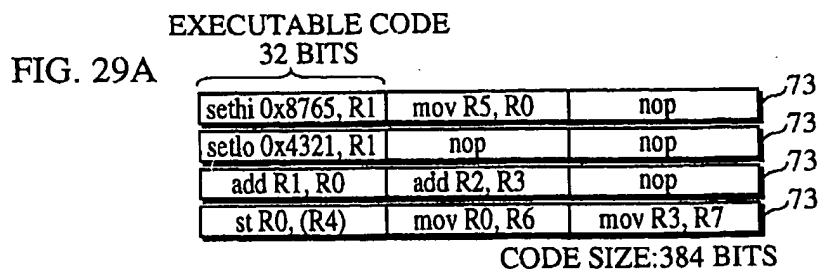 EXECUTABLE CODE
32 BITS
FIG. 29A
sethi 0x8765, R1 mov R5, R0 nop 73
setlo 0x4321, R1 nop nop 73
add R1, R0 add R2, R3 nop 73
st R0, (R4) mov R0, R6 mov R3, R7 73
CODE SIZE:384 BITS